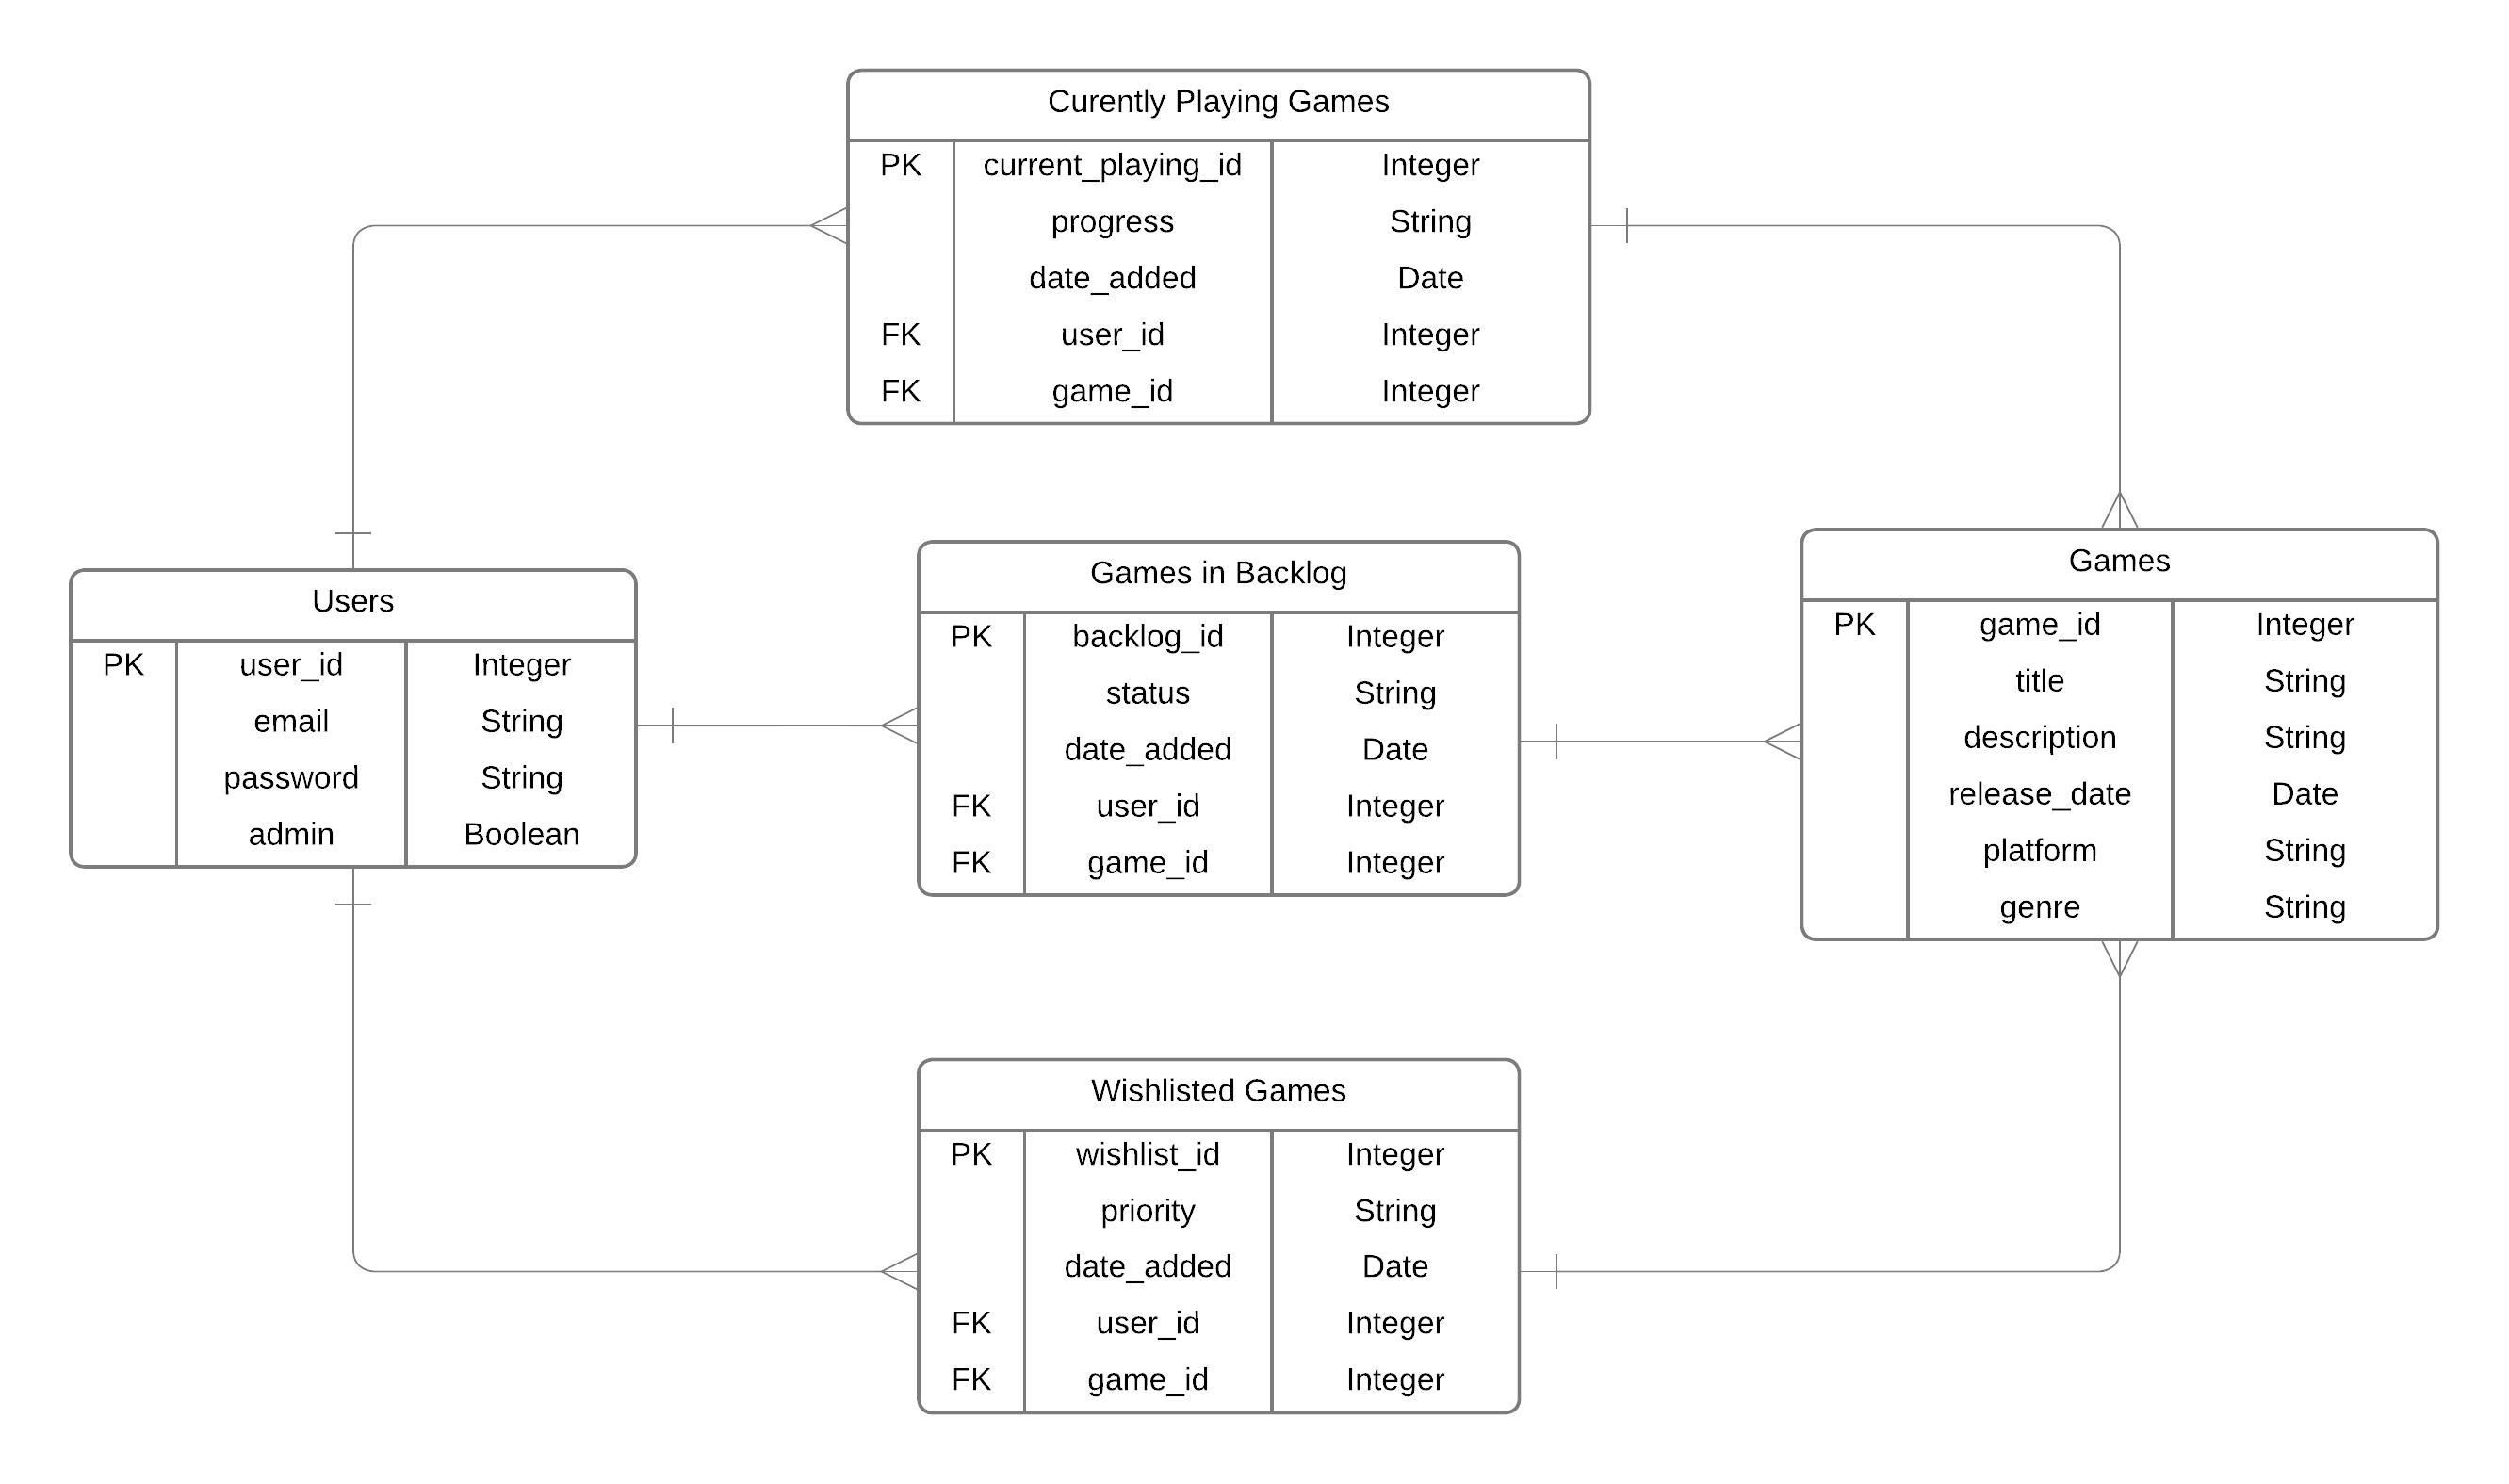 Curently Playing Games
PK current_playing_id Integer
progress String
date_added Date
FK user_id Integer
FK game_id Integer
Users
PK user_id Integer
email String
password String
admin Boolean
Games in Backlog
PK backlog_id Integer
status String
date_added Date
FK user_id Integer
FK game_id Integer
Games
PK game_id Integer
title String
description String
release_date Date
platform String
genre String
Wishlisted Games
PK wishlist_id Integer
priority String
date_added Date
FK user_id Integer
FK game_id Integer